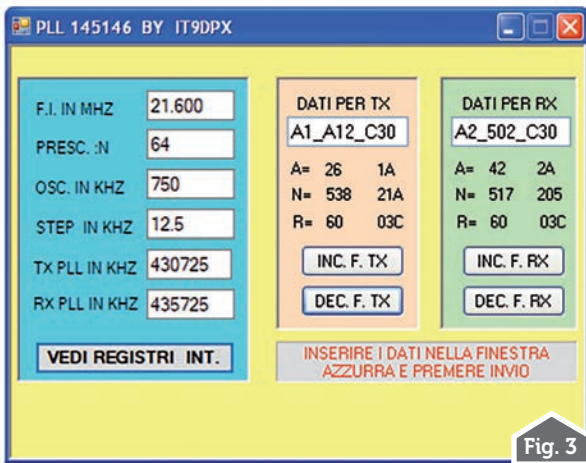 PLL 145146 BY IT9DPX
F.I. IN MHZ 21.600
PRESC. :N 64
OSC. IN KHZ 750
STEP IN KHZ 12.5
TX PLL IN KHZ 430725
RX PLL IN KHZ 435725
VEDI REGISTRI INT.
DATI PER TX
A1_A12_C30
A= 26 1A
N= 538 21A
R= 60 03C
INC. F. TX
DEC. F. TX
DATI PER RX
A2_502_C30
A= 42 2A
N= 517 205
R= 60 03C
INC. F. RX
DEC. F. RX
INSERIRE I DATI NELLA FINESTRA
AZZURRA E PREMERE INVIO
Fig. 3